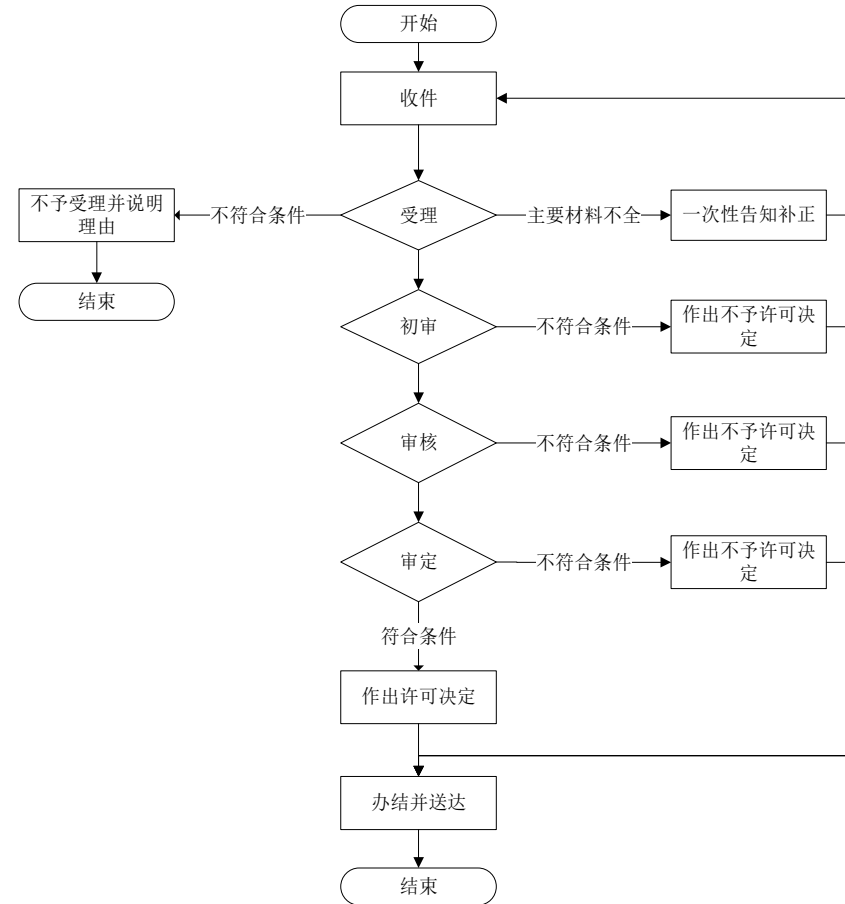 开始
收件
不予受理并说明
理由
不符合条件
受理
主要材料不全
一次性告知补正
结束
初审
不符合条件
作出不予许可决
定
审核
不符合条件
作出不予许可决
定
审定
不符合条件
作出不予许可决
定
符合条件
作出许可决定
办结并送达
结束